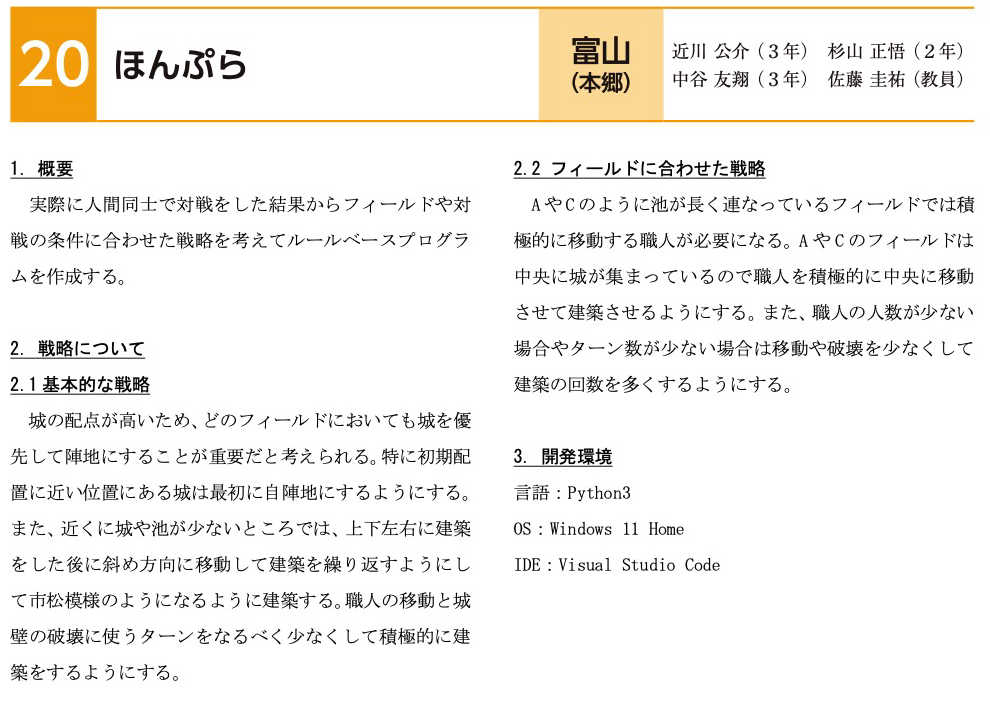 20 ほんぷら
富山
(本郷)
近川 公介（３年） 杉山 正悟（２年）
中谷 友翔（３年） 佐藤 圭祐（教員）
1. 概要
実際に人間同士で対戦をした結果からフィールドや対
戦の条件に合わせた戦略を考えてルールベースプログラ
ムを作成する。
2. 戦略について
2.1基本的な戦略
城の配点が高いため、どのフィールドにおいても城を優
先して陣地にすることが重要だと考えられる。特に初期配
置に近い位置にある城は最初に自陣地にするようにする。
また、近くに城や池が少ないところでは、上下左右に建築
をした後に斜め方向に移動して建築を繰り返すようにし
て市松模様のようになるように建築する。職人の移動と城
壁の破壊に使うターンをなるべく少なくして積極的に建
築をするようにする。
2.2 フィールドに合わせた戦略
AやCのように池が長く連なっているフィールドでは積
極的に移動する職人が必要になる。AやCのフィールドは
中央に城が集まっているので職人を積極的に中央に移動
させて建築させるようにする。また、職人の人数が少ない
場合やターン数が少ない場合は移動や破壊を少なくして
建築の回数を多くするようにする。
3. 開発環境
言語：Python3
OS：Windows 11 Home
IDE：Visual Studio Code